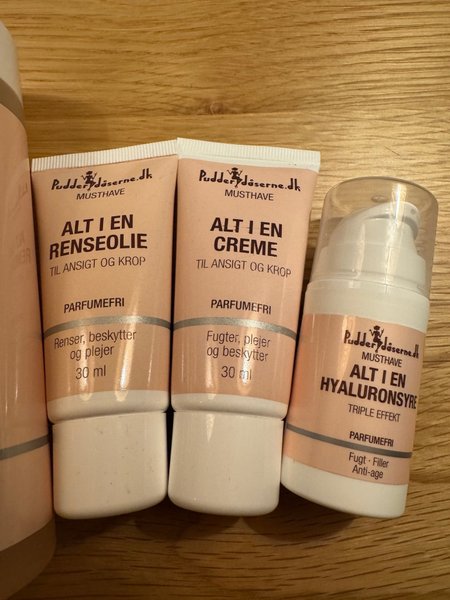 Pudderdåserne.dk
MUSTHAVE
ALT I EN
RENSEOLIE
TIL ANSIGT OG KROP
PARFUMEFRI
Renser, beskytter
og plejer
30 ml
Pudderdåserne.dk
MUSTHAVE
ALT I EN
CREME
TIL ANSIGT OG KROP
PARFUMEFRI
Fugter, plejer
og beskytter
30 ml
Pudderdåserne.dk
MUSTHAVE
ALT I EN
HYALURONSYRE
TRIPLE EFFEKT
PARFUMEFRI
Fugt · Filler
Anti-age